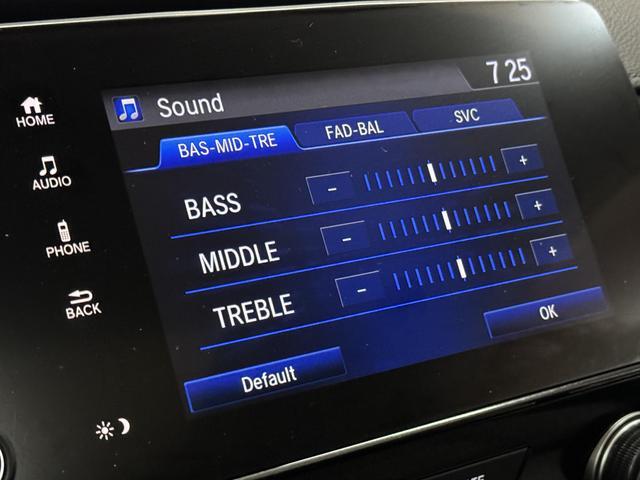 7 25
Sound
HOME
BAS-MID-TRE
FAD-BAL
SVC
AUDIO
BASS
- +
PHONE
MIDDLE
- +
BACK
TREBLE
- +
Default
OK